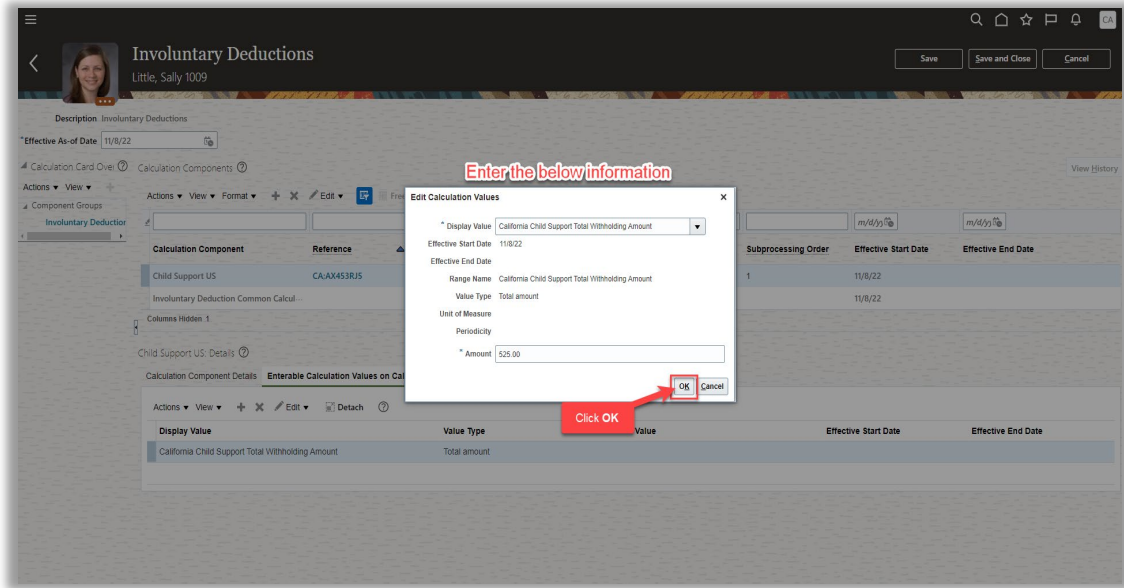 CA
Involuntary Deductions
Little, Sally 1009
Save
Save and Close
Cancel
Description Involuntary Deductions
*Effective As-of Date 11/8/22
Calculation Card Over
Calculation Components
View History
Enter the below information
Actions View
Actions View Format Edit Free
Component Groups
Involuntary Deduction
m/d/yy
m/d/yy
Calculation Component Reference Subprocessing Order Effective Start Date Effective End Date
Child Support US CA:AX453RJS 1 11/8/22
Involuntary Deduction Common Calcul... 11/8/22
Columns Hidden 1
Edit Calculation Values
* Display Value California Child Support Total Withholding Amount
Effective Start Date 11/8/22
Effective End Date
Range Name California Child Support Total Withholding Amount
Value Type Total amount
Unit of Measure
Periodicity
* Amount 525.00
OK Cancel
Click OK
Child Support US: Details
Calculation Component Details Enterable Calculation Values on Cal
Actions View Edit Detach
Display Value Value Type Value Effective Start Date Effective End Date
California Child Support Total Withholding Amount Total amount